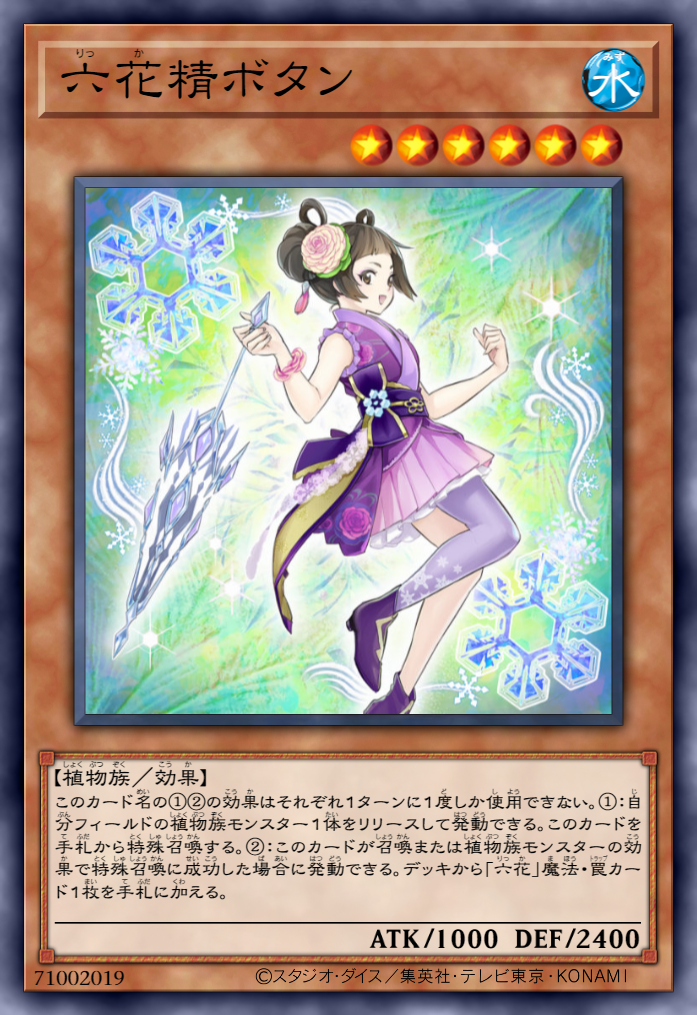 六花精ボタン
水
【植物族／効果】
このカード名の①②の効果はそれぞれ1ターンに1度しか使用できない。①：自
分フィールドの植物族モンスター1体をリリースして発動できる。このカードを
手札から特殊召喚する。②：このカードが召喚または植物族モンスターの効
果で特殊召喚に成功した場合に発動できる。デッキから「六花」魔法・罠カー
ド1枚を手札に加える。
ATK/1000 DEF/2400
71002019 ©スタジオ・ダイス／集英社・テレビ東京・KONAMI